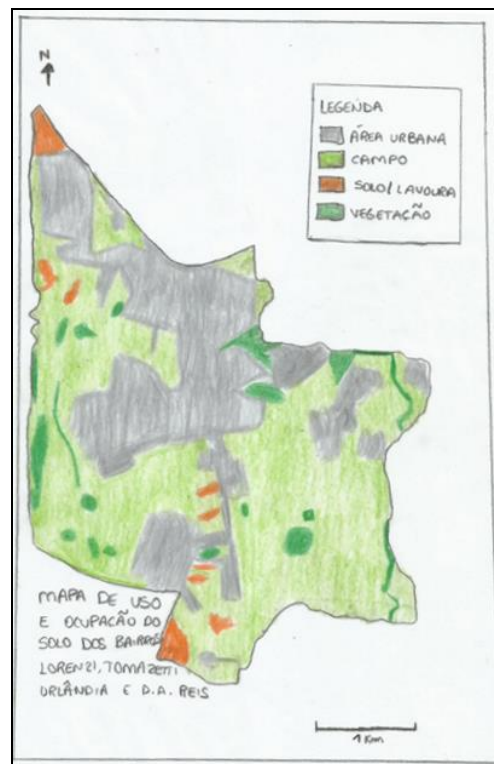 N
LEGENDA
ÁREA URBANA
CAMPO
SOLO/LAVOURA
VEGETAÇÃO
MAPA DE USO
E OCUPAÇÃO DO
SOLO DOS BAIRROS
LORENZI, TOMAZETTI
URLÂNDIA E D.A. REIS
1 Km